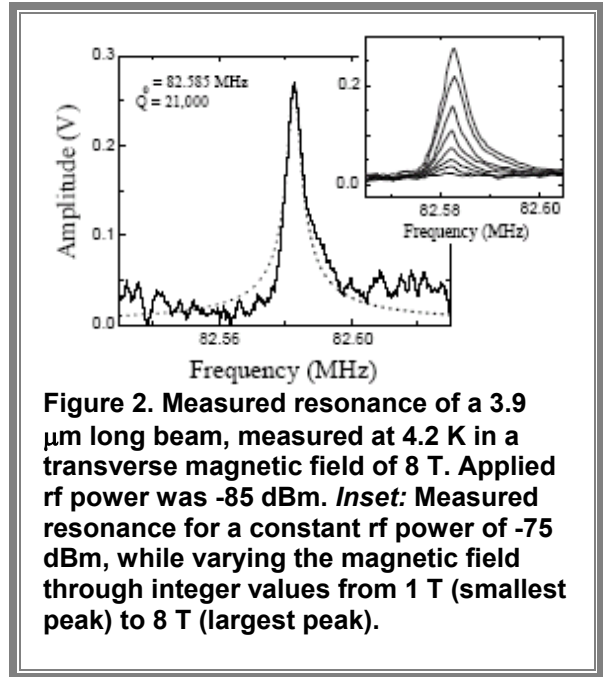 0.3
0.2
0.1
0.0
Amplitude (V)
0 = 82.585 MHz
Q = 21,000
82.56
82.60
Frequency (MHz)
0.2
0.0
82.58
82.60
Frequency (MHz)
Figure 2. Measured resonance of a 3.9
μm long beam, measured at 4.2 K in a
transverse magnetic field of 8 T. Applied
rf power was -85 dBm. Inset: Measured
resonance for a constant rf power of -75
dBm, while varying the magnetic field
through integer values from 1 T (smallest
peak) to 8 T (largest peak).